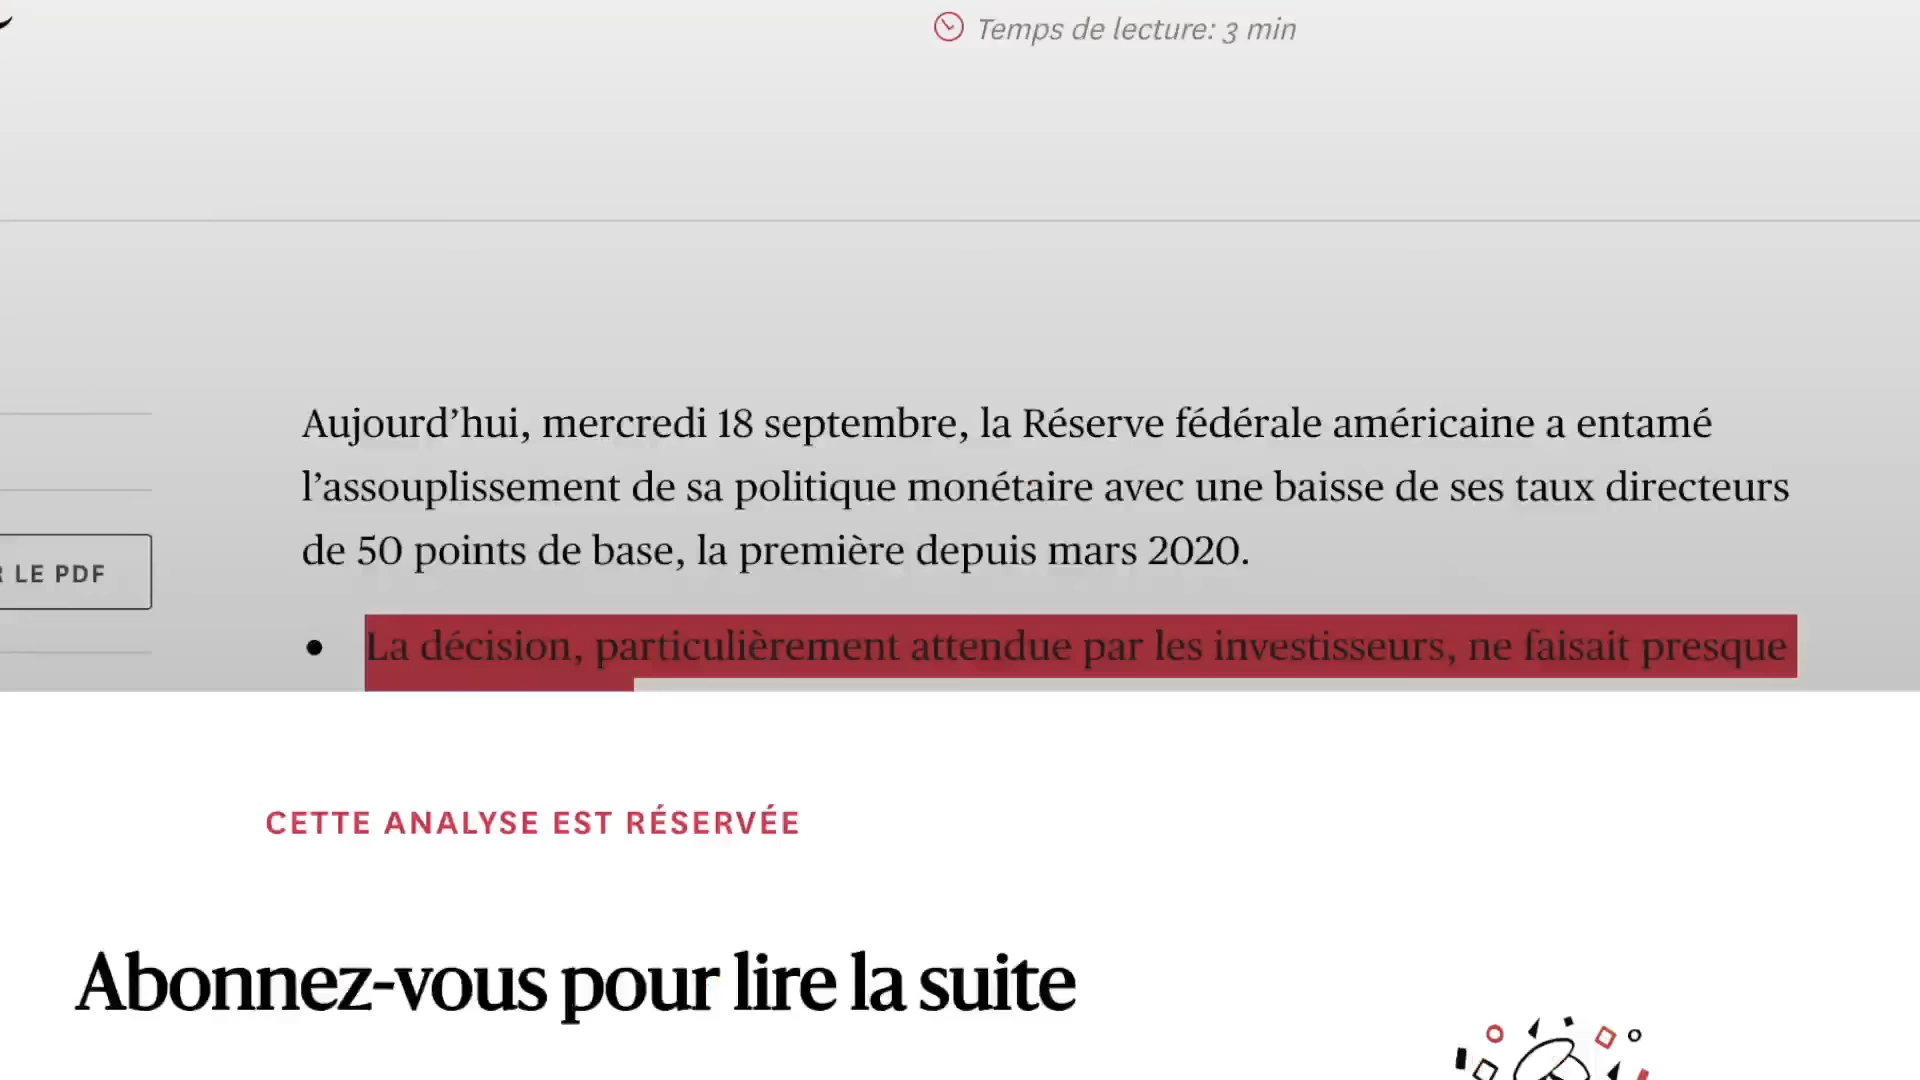 Temps de lecture: 3 min
Aujourd’hui, mercredi 18 septembre, la Réserve fédérale américaine a entamé
l’assouplissement de sa politique monétaire avec une baisse de ses taux directeurs
de 50 points de base, la première depuis mars 2020.
LE PDF
• La décision, particulièrement attendue par les investisseurs, ne faisait presque
CETTE ANALYSE EST RÉSERVÉE
Abonnez-vous pour lire la suite